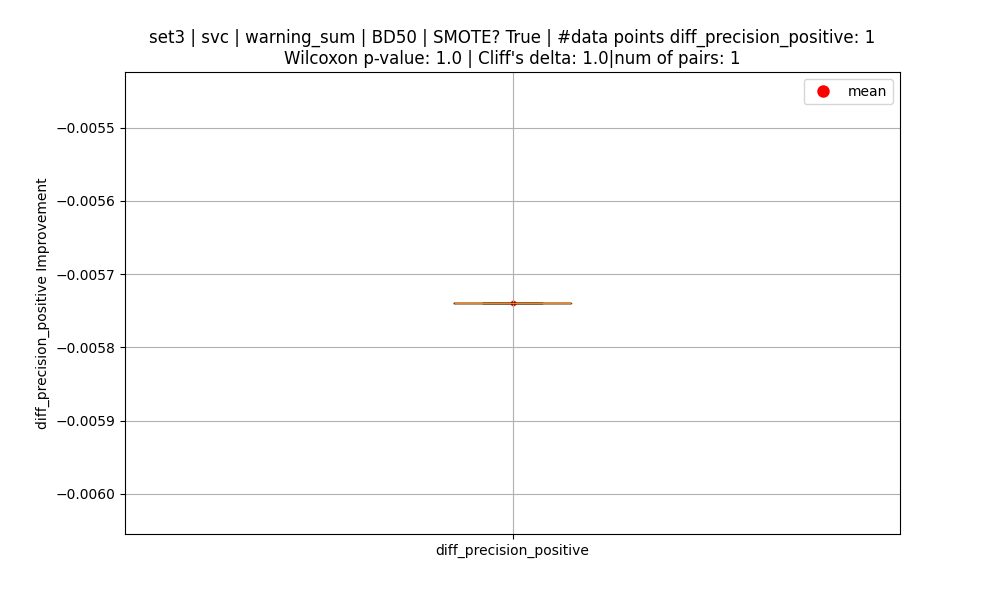 set3 | svc | warning_sum | BD50 | SMOTE? True | #data points diff_precision_positive: 1
Wilcoxon p-value: 1.0 | Cliff's delta: 1.0|num of pairs: 1
mean
−0.0055
−0.0056
−0.0057
−0.0058
−0.0059
−0.0060
diff_precision_positive Improvement
diff_precision_positive